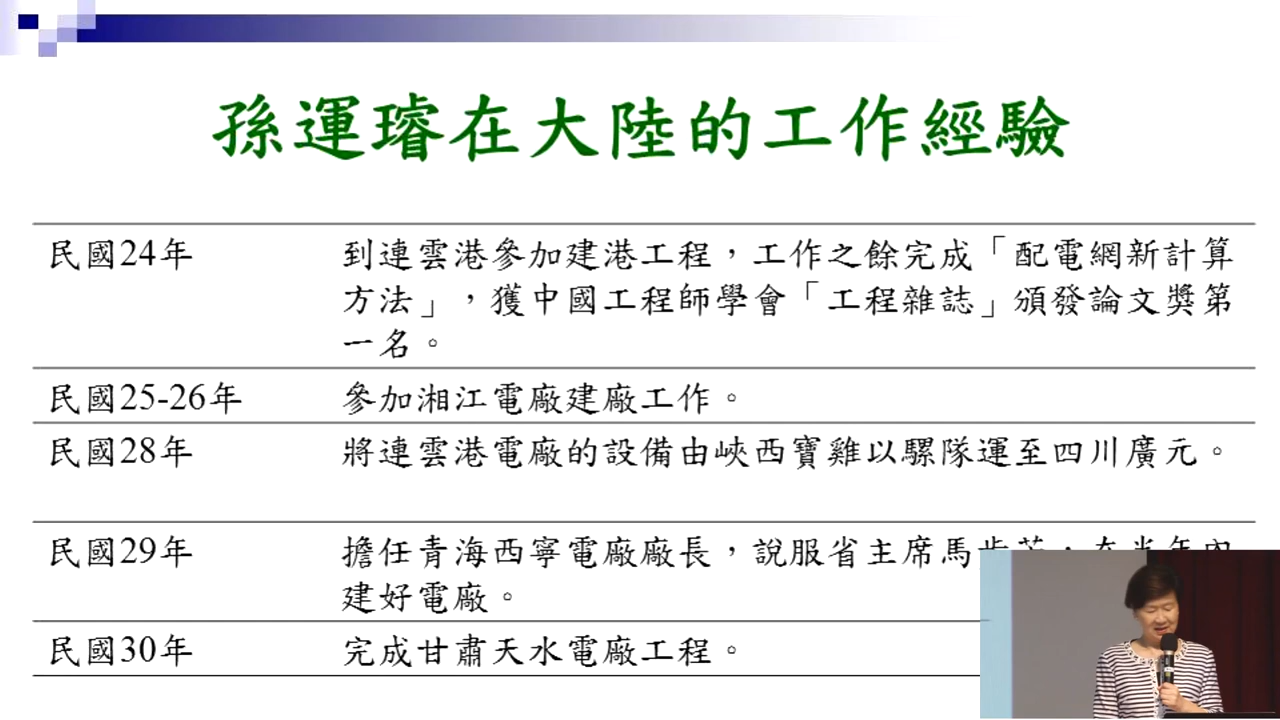 孫運璿在大陸的工作經驗
民國24年
到連雲港參加建港工程，工作之餘完成「配電網新計算
方法」，獲中國工程師學會「工程雜誌」頒發論文獎第
一名。
民國25-26年
參加湘江電廠建廠工作。
民國28年
將連雲港電廠的設備由峽西寶雞以騾隊運至四川廣元。
民國29年
擔任青海西寧電廠廠長，說服省主席馬步芳，在半年內
建好電廠。
民國30年
完成甘肅天水電廠工程。